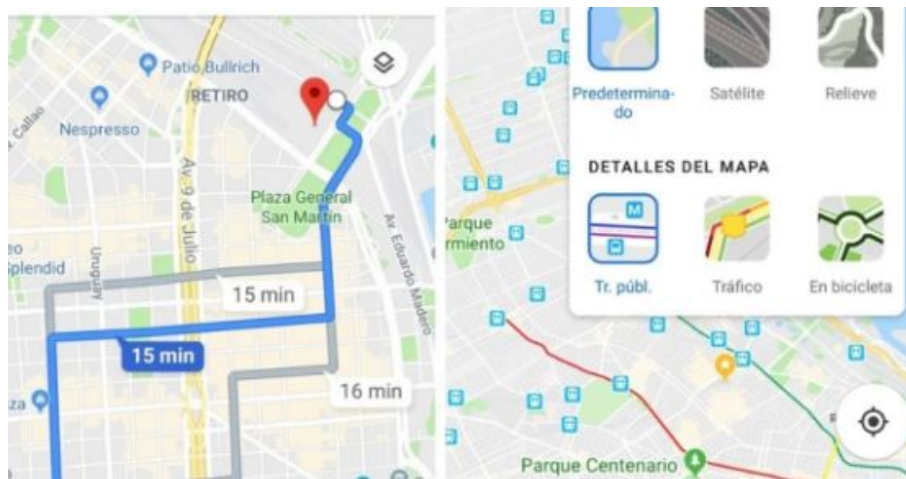 Patio Bullrich
RETIRO
Callao
Nespresso
Av. 9 de Julio
Plaza General
San Martín
Av. Eduardo Madero
Splendid
Uruguay
15 min
15 min
16 min
Predetermina-
do
Satélite
Relieve
DETALLES DEL MAPA
M
Tr. públ.
Tráfico
En bicicleta
Parque
Parque Centenario